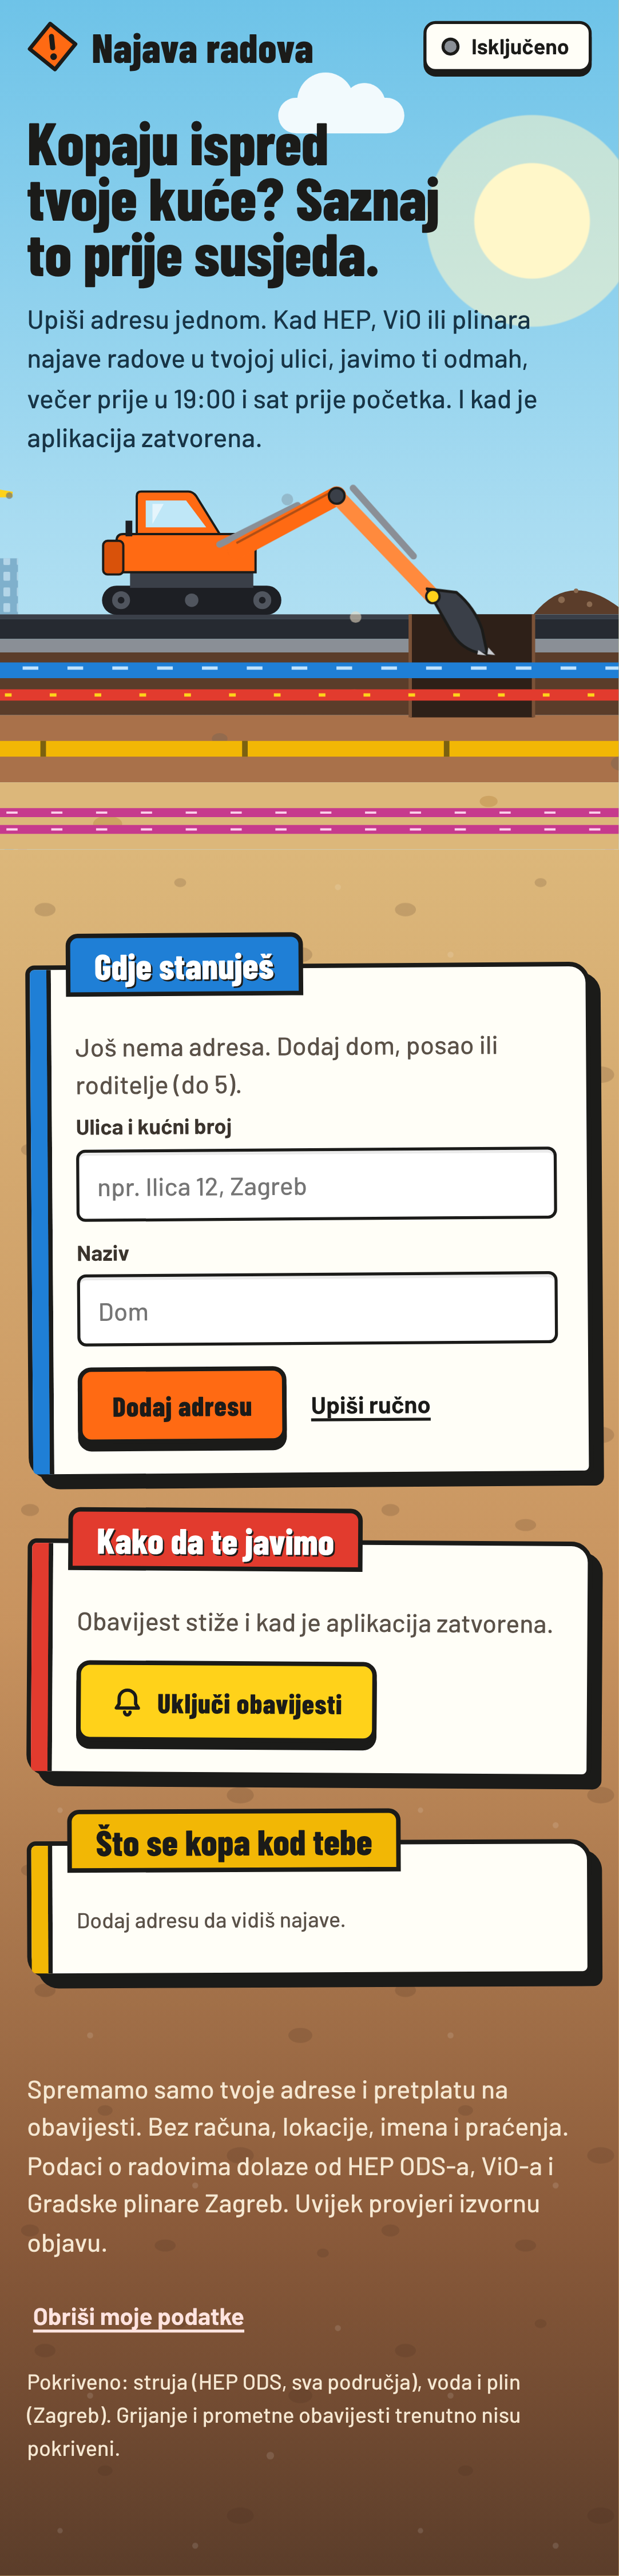 Najava radova
Isključeno
Kopaju ispred
tvoje kuće? Saznaj
to prije susjeda.
Upiši adresu jednom. Kad HEP, ViO ili plinara
najave radove u tvojoj ulici, javimo ti odmah,
večer prije u 19:00 i sat prije početka. I kad je
aplikacija zatvorena.
Gdje stanuješ
Još nema adresa. Dodaj dom, posao ili
roditelje (do 5).
Ulica i kućni broj
npr. Ilica 12, Zagreb
Naziv
Dom
Dodaj adresu
Upiši ručno
Kako da te javimo
Obavijest stiže i kad je aplikacija zatvorena.
Uključi obavijesti
Što se kopa kod tebe
Dodaj adresu da vidiš najave.
Spremamo samo tvoje adrese i pretplatu na
obavijesti. Bez računa, lokacije, imena i praćenja.
Podaci o radovima dolaze od HEP ODS-a, ViO-a i
Gradske plinare Zagreb. Uvijek provjeri izvornu
objavu.
Obriši moje podatke
Pokriveno: struja (HEP ODS, sva područja), voda i plin
(Zagreb). Grijanje i prometne obavijesti trenutno nisu
pokriveni.